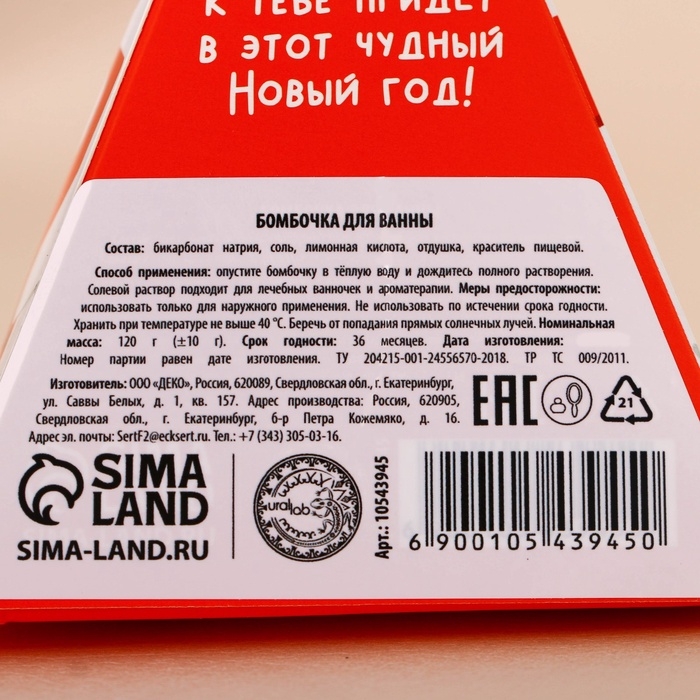 к тебе придёт
в этот чудный
Новый год!
БОМБОЧКА ДЛЯ ВАННЫ
Состав: бикарбонат натрия, соль, лимонная кислота, отдушка, краситель пищевой.
Способ применения: опустите бомбочку в тёплую воду и дождитесь полного растворения.
Солевой раствор подходит для лечебных ванночек и ароматерапии. Меры предосторожности:
использовать только для наружного применения. Не использовать по истечении срока годности.
Хранить при температуре не выше 40 °С. Беречь от попадания прямых солнечных лучей. Номинальная
масса: 120 г (±10 г). Срок годности: 36 месяцев. Дата изготовления:
Номер партии равен дате изготовления. ТУ 204215-001-24556570-2018. ТР ТС 009/2011.
Изготовитель: ООО «ДЕКО», Россия, 620089, Свердловская обл., г. Екатеринбург,
ул. Саввы Белых, д. 1, кв. 157. Адрес производства: Россия, 620905,
Свердловская обл., г. Екатеринбург, б-р Петра Кожемяко, д. 16.
Адрес эл. почты: SertF2@ecksert.ru. Тел.: +7 (343) 305-03-16.
EAC
21
SIMA
LAND
SIMA-LAND.RU
ural lab
Арт.: 10543945
6 900105 439450